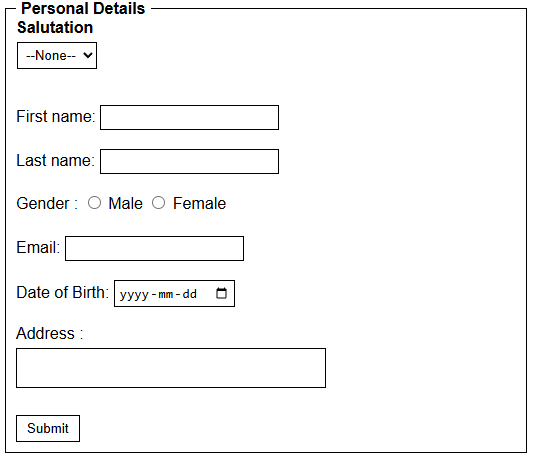 Personal Details
Salutation
--None--
First name:
Last name:
Gender : Male Female
Email:
Date of Birth: yyyy-mm-dd
Address :
Submit